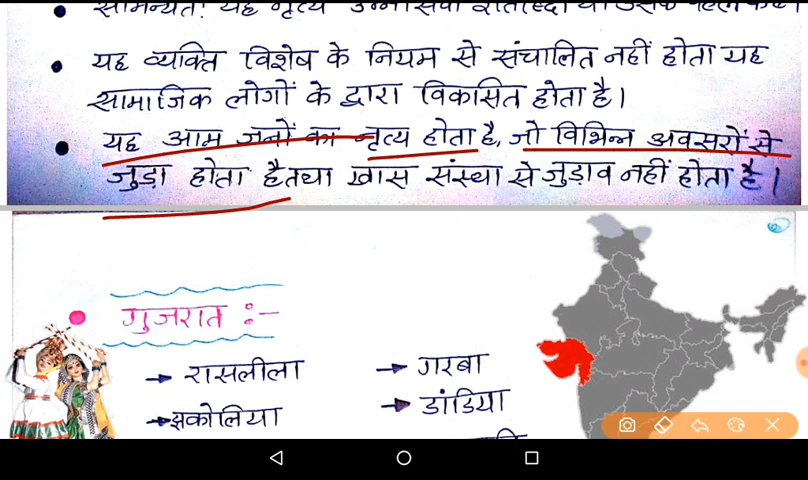 यह व्यक्ति विशेष के नियम से संचालित नहीं होता यह
सामाजिक लोगों के द्वारा विकसित होता है।
यह आम जनों का नृत्य होता है, जो विभिन्न अवसरों से
जुड़ा होता है तथा खास संस्था से जुड़ाव नहीं होता है।
गुजरात :-
→ रासलीला → गरबा
→ झकोलिया → डांडिया